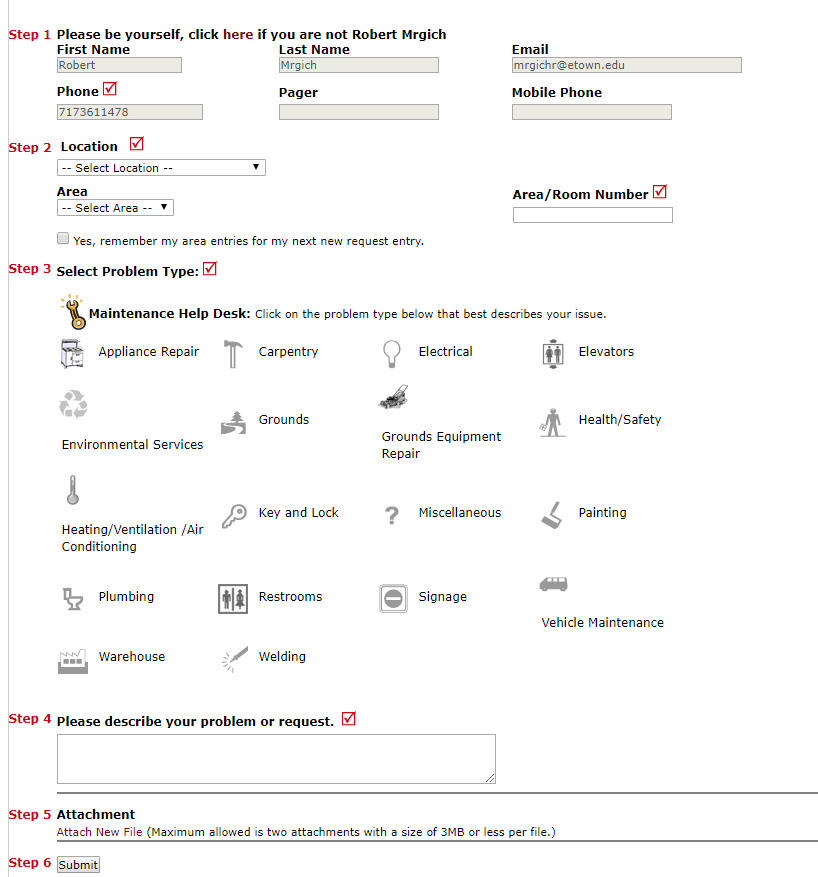 Step 1 Please be yourself, click here if you are not Robert Mrgich
First Name Last Name Email
Robert Mrgich mrgichr@etown.edu
Phone Pager Mobile Phone
7173611478
Step 2 Location
-- Select Location --
Area Area/Room Number
-- Select Area --
Yes, remember my area entries for my next new request entry.
Step 3 Select Problem Type:
Maintenance Help Desk: Click on the problem type below that best describes your issue.
Appliance Repair Carpentry Electrical Elevators
Environmental Services Grounds Grounds Equipment Health/Safety
Repair
Heating/Ventilation /Air Key and Lock ? Miscellaneous Painting
Conditioning
Plumbing Restrooms Signage Vehicle Maintenance
Warehouse Welding
Step 4 Please describe your problem or request.
Step 5 Attachment
Attach New File (Maximum allowed is two attachments with a size of 3MB or less per file.)
Step 6 Submit